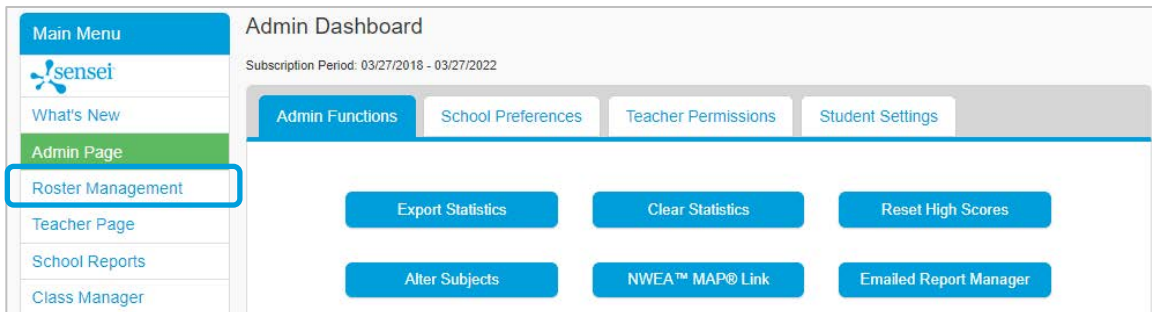 Main Menu
sensei
What's New
Admin Page
Roster Management
Teacher Page
School Reports
Class Manager
Admin Dashboard
Subscription Period: 03/27/2018 - 03/27/2022
Admin Functions School Preferences Teacher Permissions Student Settings
Export Statistics Clear Statistics Reset High Scores
Alter Subjects NWEA™ MAP® Link Emailed Report Manager